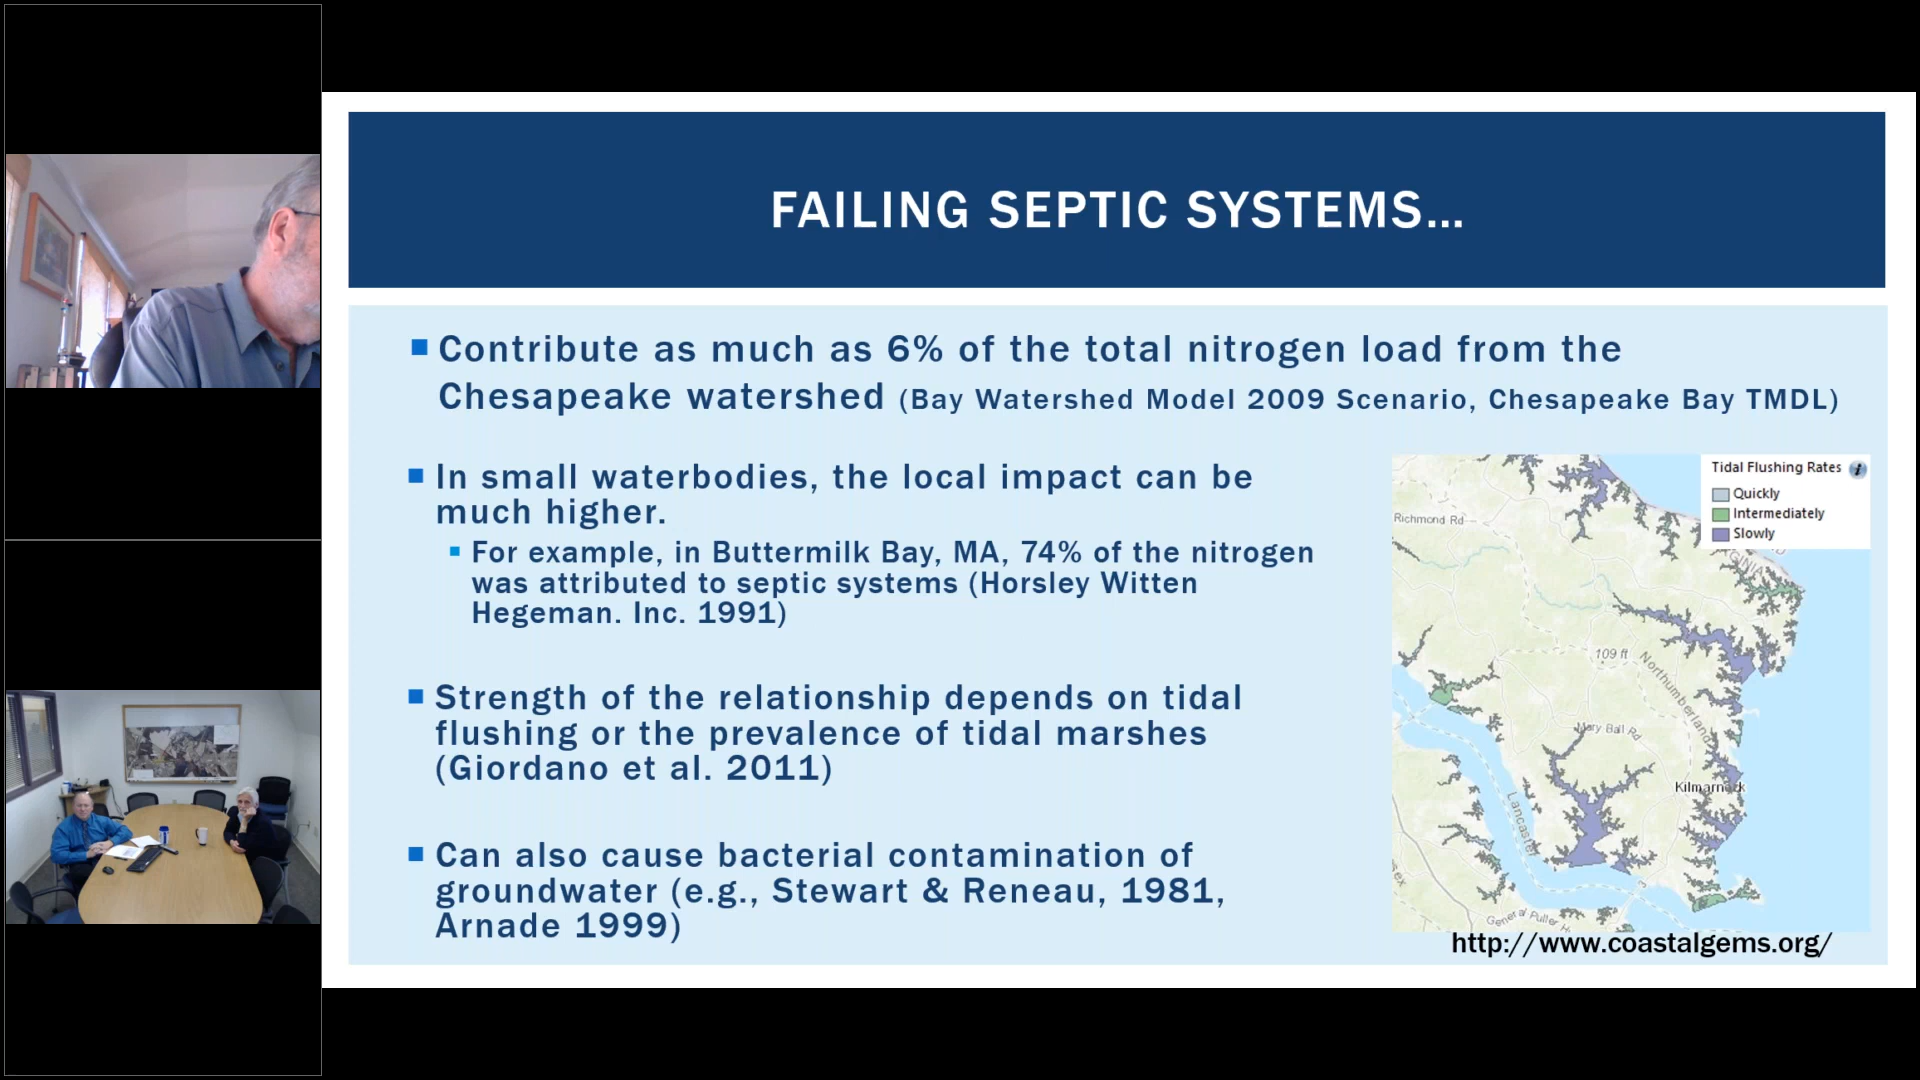 FAILING SEPTIC SYSTEMS...
■ Contribute as much as 6% of the total nitrogen load from the
Chesapeake watershed (Bay Watershed Model 2009 Scenario, Chesapeake Bay TMDL)
■ In small waterbodies, the local impact can be
much higher.
■ For example, in Buttermilk Bay, MA, 74% of the nitrogen
was attributed to septic systems (Horsley Witten
Hegeman. Inc. 1991)
■ Strength of the relationship depends on tidal
flushing or the prevalence of tidal marshes
(Giordano et al. 2011)
■ Can also cause bacterial contamination of
groundwater (e.g., Stewart & Reneau, 1981,
Arnade 1999)
Tidal Flushing Rates i
Quickly
Intermediately
Slowly
Richmond Rd
109 ft
Northumberland
Mary Ball Rd
Kilmarnock
Lancaster
General Puller
http://www.coastalgems.org/